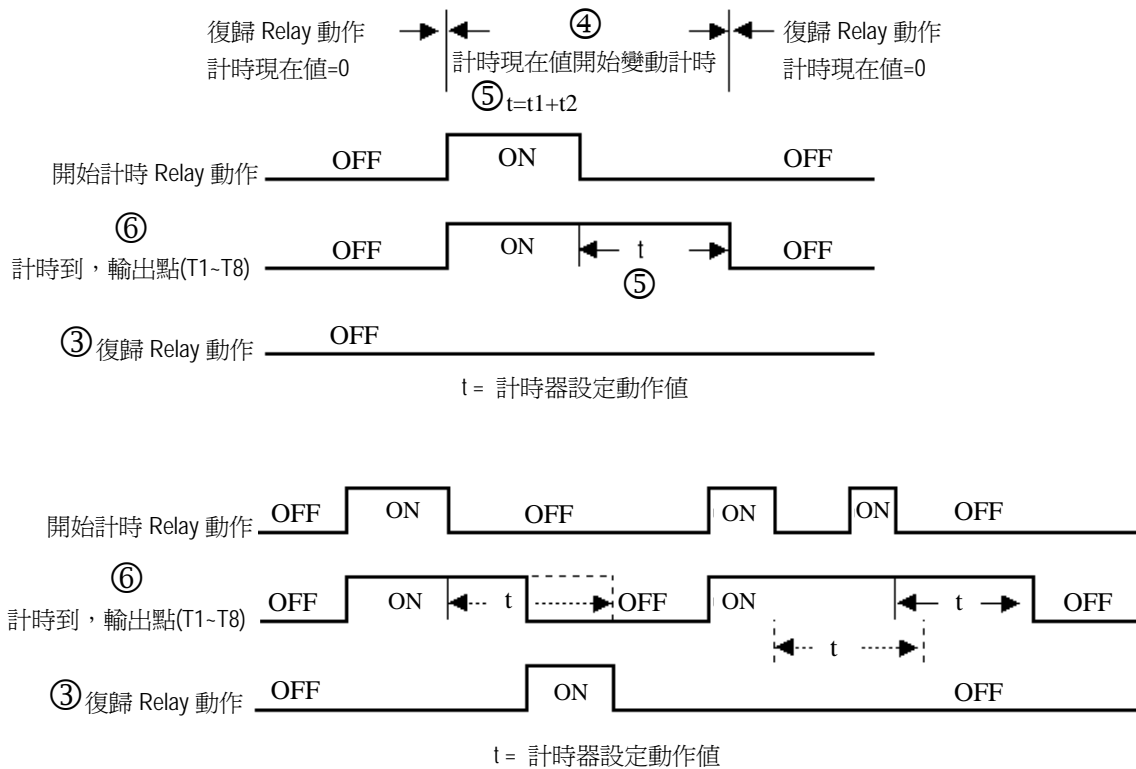 復歸 Relay 動作 ④ 復歸 Relay 動作
計時現在值=0 計時現在值開始變動計時 計時現在值=0
⑤t=t1+t2
開始計時 Relay 動作 OFF ON OFF
⑥
計時到，輸出點(T1~T8) OFF ON t OFF
⑤
③復歸 Relay 動作 OFF
t = 計時器設定動作值
開始計時 Relay 動作 OFF ON OFF ON ON OFF
⑥
計時到，輸出點(T1~T8) OFF ON t OFF ON t OFF
t
③復歸 Relay 動作 OFF ON OFF
t = 計時器設定動作值